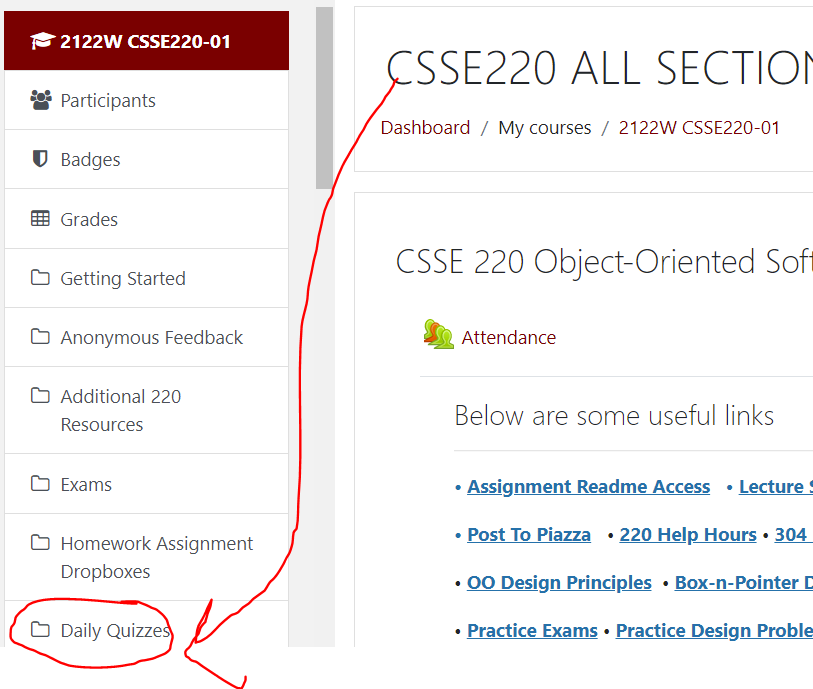 2122W CSSE220-01
Participants
Badges
Grades
Getting Started
Anonymous Feedback
Additional 220
Resources
Exams
Homework Assignment
Dropboxes
Daily Quizzes
CSSE220 ALL SECTION
Dashboard / My courses / 2122W CSSE220-01
CSSE 220 Object-Oriented Soft
Attendance
Below are some useful links
• Assignment Readme Access • Lecture
• Post To Piazza • 220 Help Hours • 304
• OO Design Principles • Box-n-Pointer
• Practice Exams • Practice Design Proble